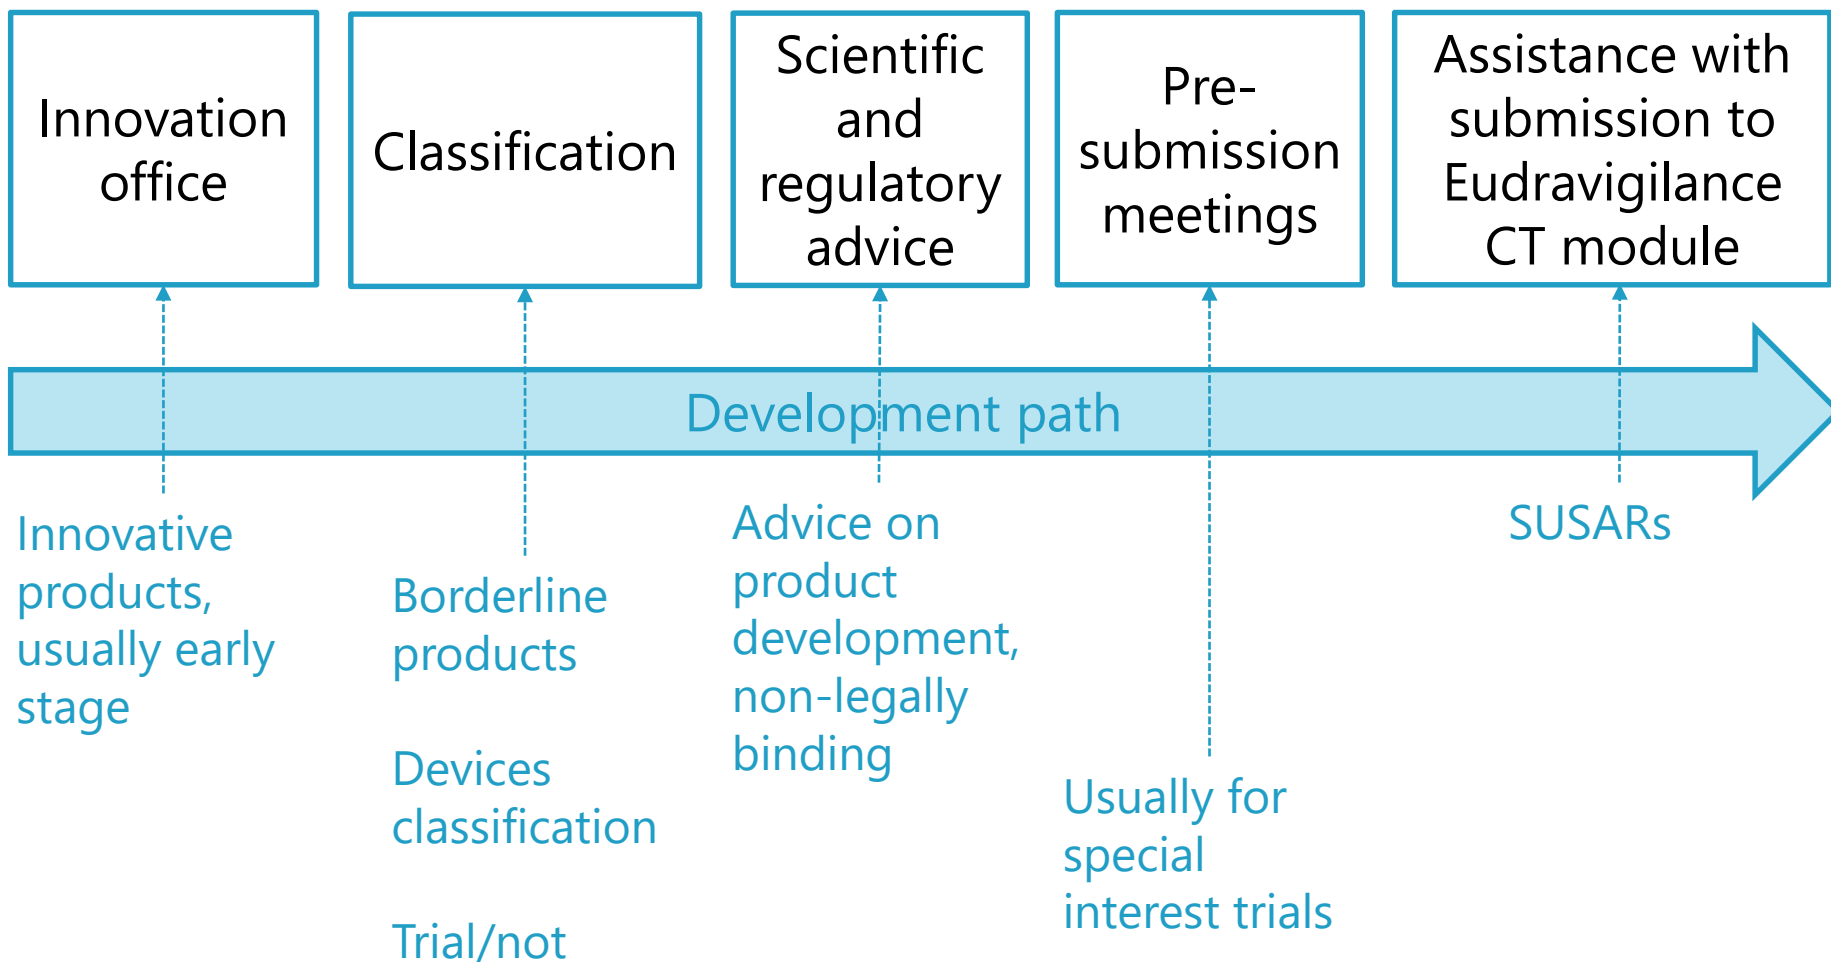 Innovation
office
Classification
Scientific
and
regulatory
advice
Pre-
submission
meetings
Assistance with
submission to
Eudravigilance
CT module
Development path
Innovative
products,
usually early
stage
Borderline
products
Devices
classification
Trial/not
Advice on
product
development,
non-legally
binding
Usually for
special
interest trials
SUSARs